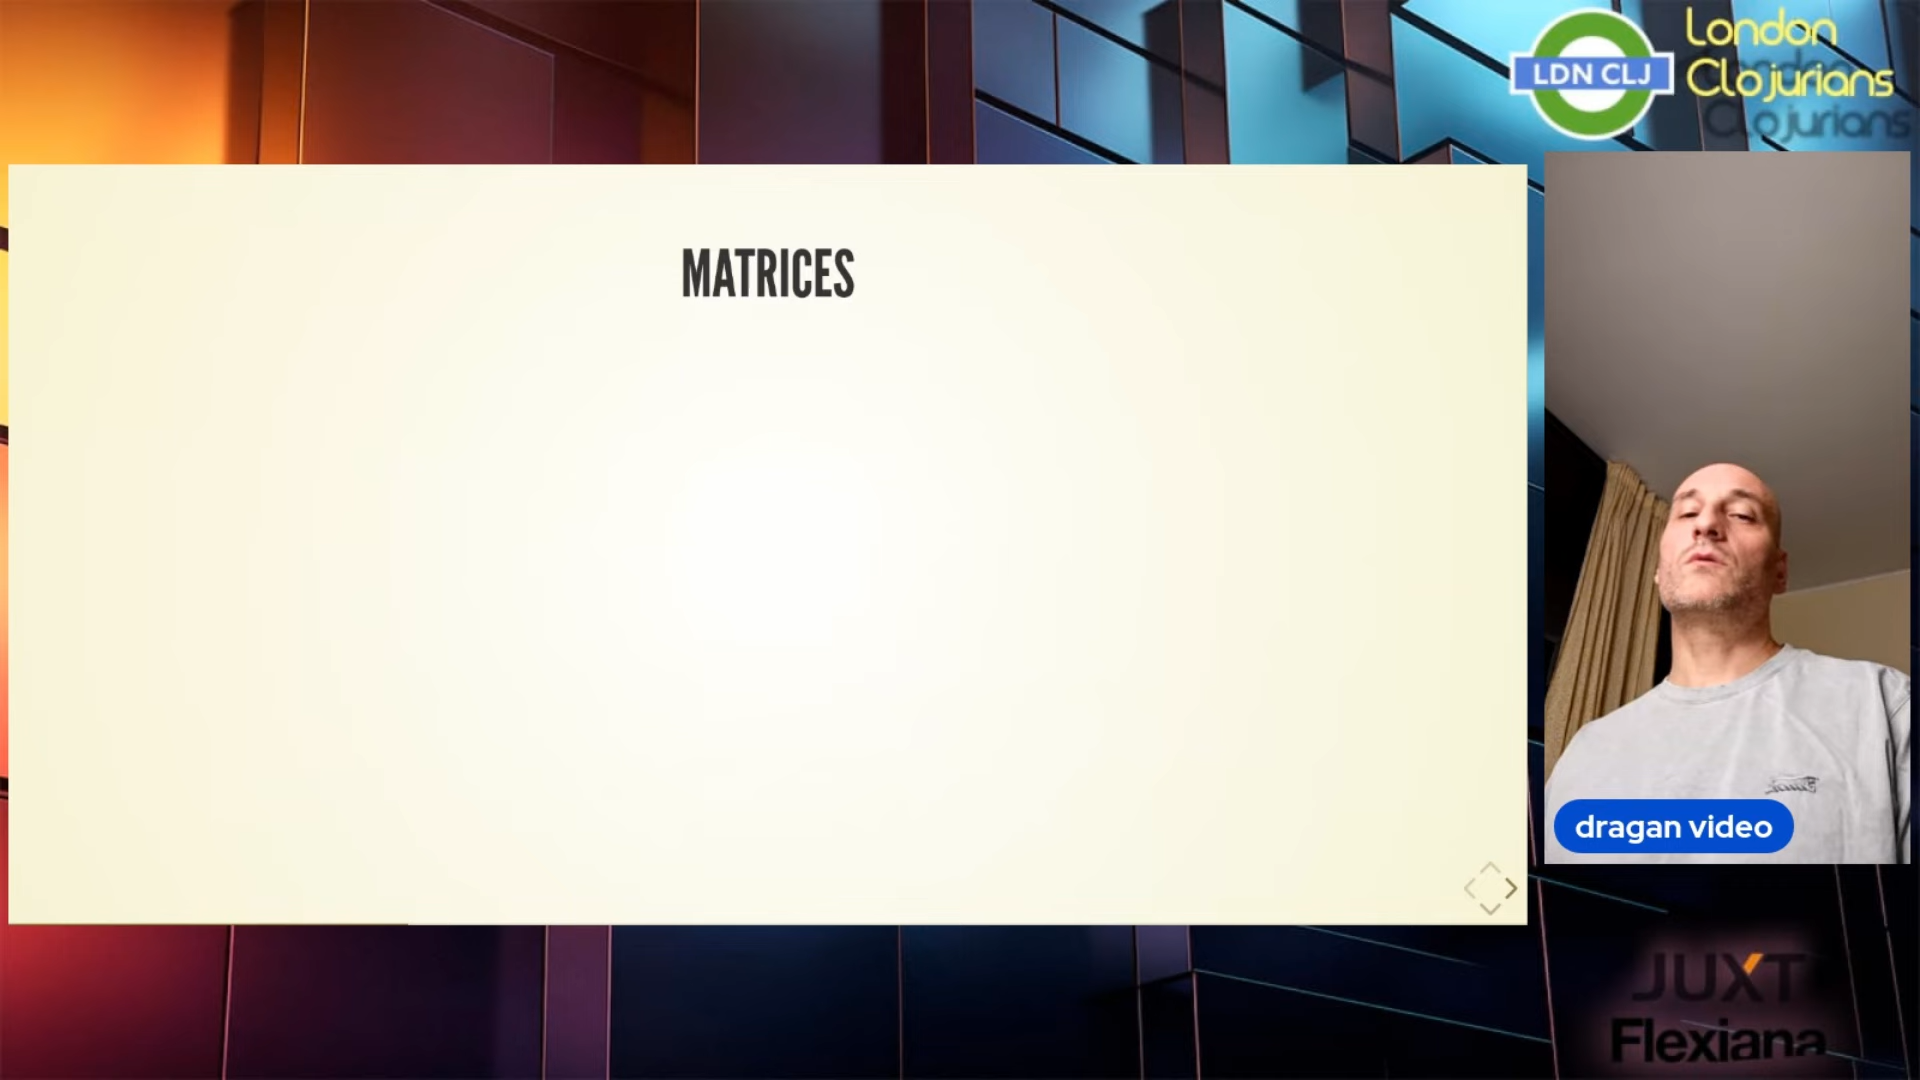 London
Clojurians
LDN CLJ
MATRICES
dragan video
JUXT
Flexiana